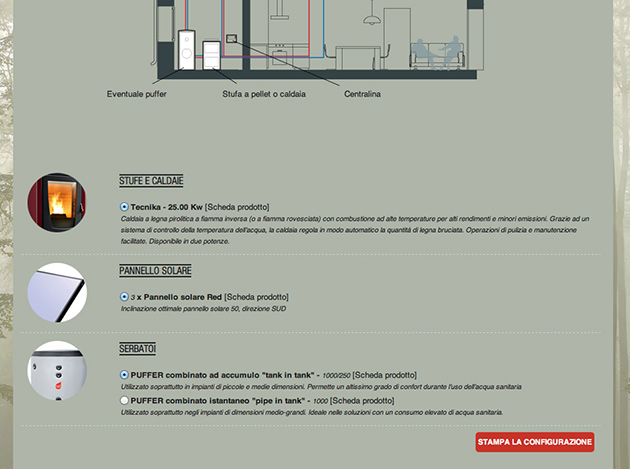 Eventuale puffer Stufa a pellet o caldaia Centralina
STUFE E CALDAIE
Tecnika - 25.00 Kw [Scheda prodotto]
Caldaia a legna pirolitica a fiamma inversa (o a fiamma rovesciata) con combustione ad alte temperature per alti rendimenti e minori emissioni. Grazie ad un
sistema di controllo della temperatura dell'acqua, la caldaia regola in modo automatico la quantità di legna bruciata. Operazioni di pulizia e manutenzione
facilitate. Disponibile in due potenze.
PANNELLO SOLARE
3 x Pannello solare Red [Scheda prodotto]
Inclinazione ottimale pannello solare 50, direzione SUD
SERBATOI
PUFFER combinato ad accumulo "tank in tank" - 1000/250 [Scheda prodotto]
Utilizzato soprattutto in impianti di piccole e medie dimensioni. Permette un altissimo grado di confort durante l'uso dell'acqua sanitaria
PUFFER combinato istantaneo "pipe in tank" - 1000 [Scheda prodotto]
Utilizzato soprattutto negli impianti di dimensioni medio-grandi. Ideale nelle soluzioni con un consumo elevato di acqua sanitaria.
STAMPA LA CONFIGURAZIONE